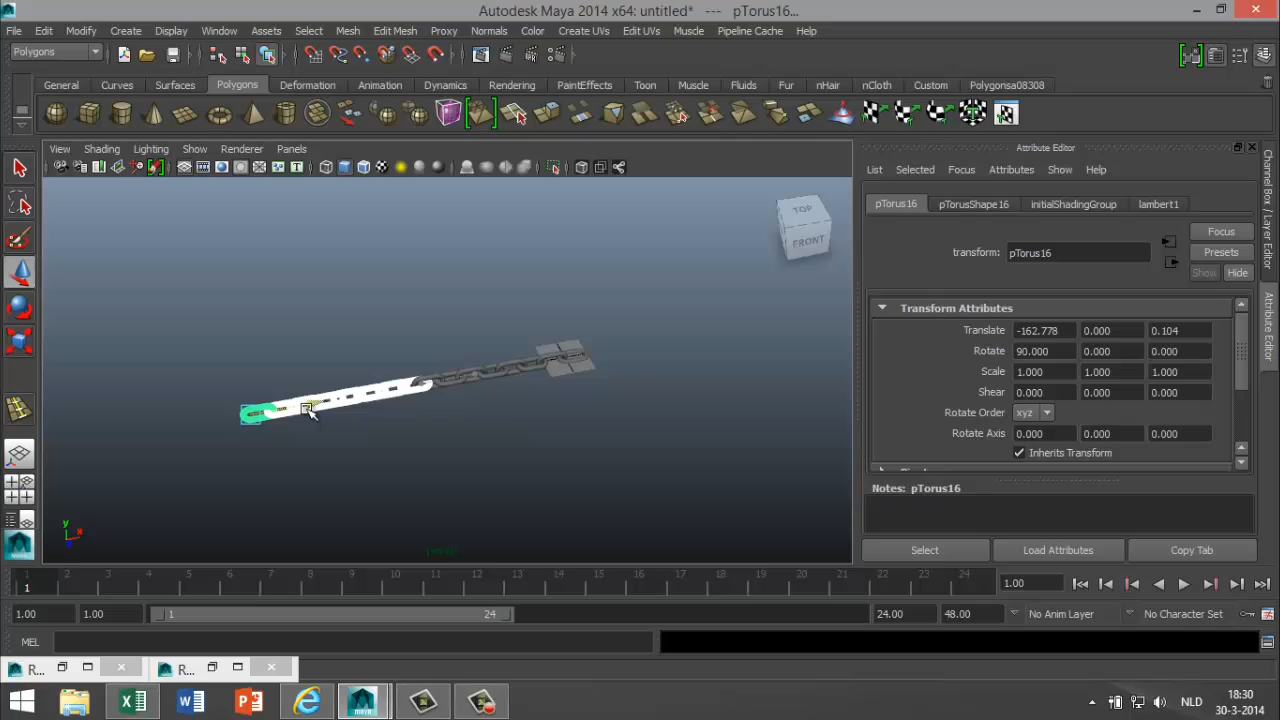 Autodesk Maya 2014 x64: untitled* --- pTorus16...
File Edit Modify Create Display Window Assets Select Mesh Edit Mesh Proxy Normals Color Create UVs Edit UVs Muscle Pipeline Cache Help
Polygons
General Curves Surfaces Polygons Deformation Animation Dynamics Rendering PaintEffects Toon Muscle Fluids Fur nHair nCloth Custom Polygonsa08308
View Shading Lighting Show Renderer Panels
Attribute Editor
List Selected Focus Attributes Show Help
pTorus16 pTorusShape16 initialShadingGroup lambert1
Focus
transform: pTorus16
Presets
Show Hide
Transform Attributes
Translate -162.778 0.000 0.104
Rotate 90.000 0.000 0.000
Scale 1.000 1.000 1.000
Shear 0.000 0.000 0.000
Rotate Order xyz
Rotate Axis 0.000 0.000 0.000
Inherits Transform
Notes: pTorus16
Select Load Attributes Copy Tab
Channel Box / Layer Editor
Attribute Editor
TOP
FRONT
y
x
1 2 3 4 5 6 7 8 9 10 11 12 13 14 15 16 17 18 19 20 21 22 23 24
1
1.00
1.00 1.00 1 24 24.00 48.00 No Anim Layer No Character Set
MEL
R... R...
NLD
18:30
30-3-2014